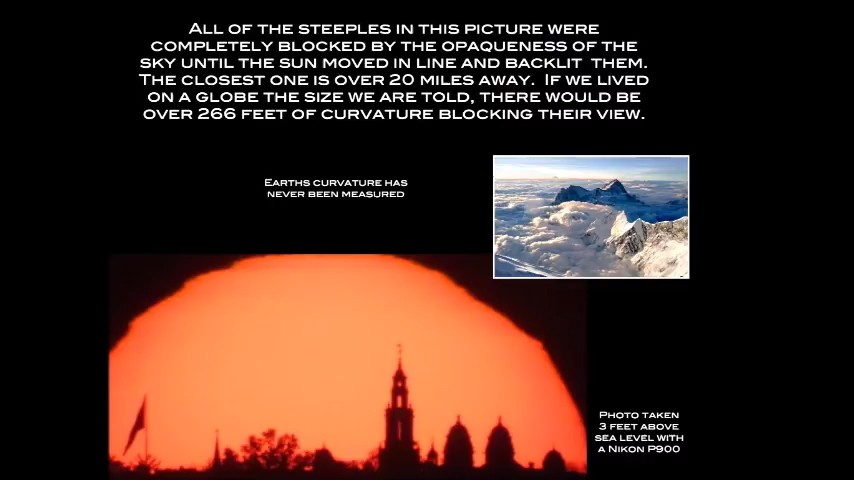 All of the steeples in this picture were
completely blocked by the opaqueness of the
sky until the sun moved in line and backlit them.
The closest one is over 20 miles away. If we lived
on a globe the size we are told, there would be
over 266 feet of curvature blocking their view.
Earths curvature has
never been measured
Photo taken
3 feet above
sea level with
a Nikon P900